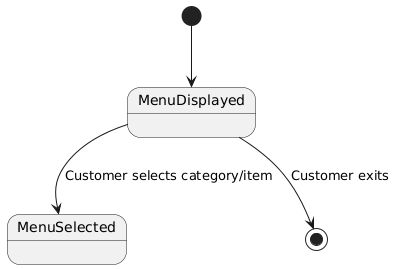 MenuDisplayed
Customer selects category/item
Customer exits
MenuSelected